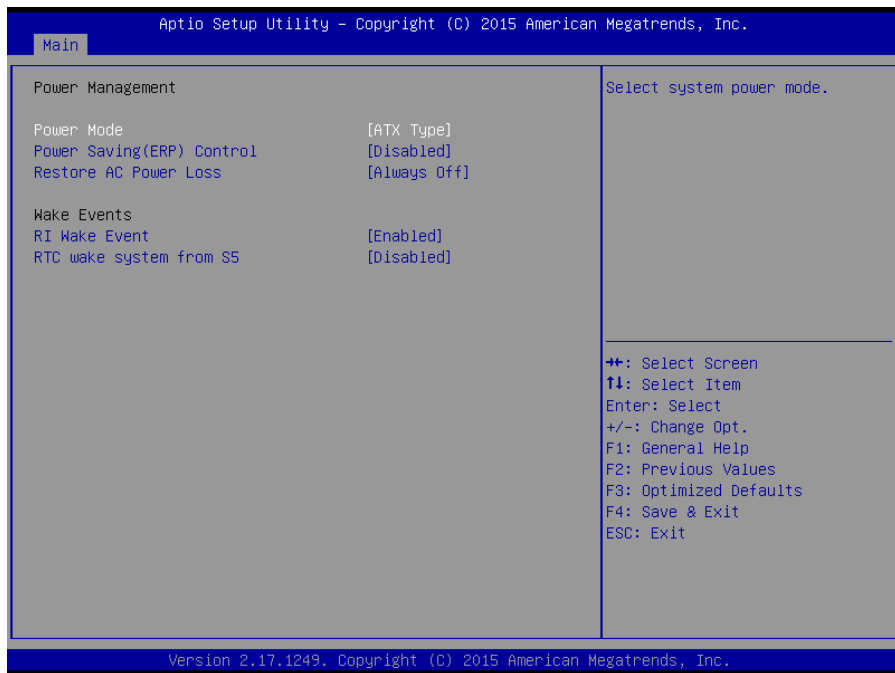 Aptio Setup Utility – Copyright (C) 2015 American Megatrends, Inc.
Main
Power Management
Power Mode [ATX Type]
Power Saving(ERP) Control [Disabled]
Restore AC Power Loss [Always Off]
Wake Events
RI Wake Event [Enabled]
RTC wake system from S5 [Disabled]
Select system power mode.
→←: Select Screen
↑↓: Select Item
Enter: Select
+/-: Change Opt.
F1: General Help
F2: Previous Values
F3: Optimized Defaults
F4: Save & Exit
ESC: Exit
Version 2.17.1249. Copyright (C) 2015 American Megatrends, Inc.